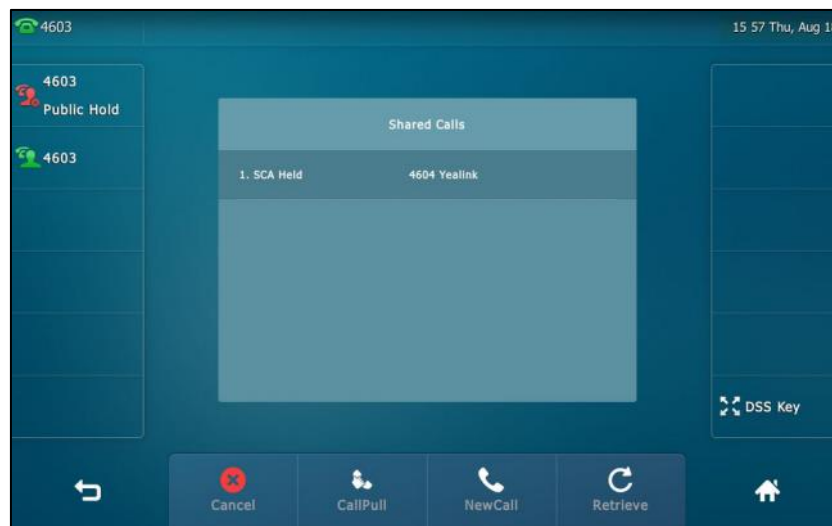 4603
15 57 Thu, Aug 1
4603
Public Hold
4603
Shared Calls
1. SCA Held 4604 Yealink
DSS Key
Cancel CallPull NewCall Retrieve